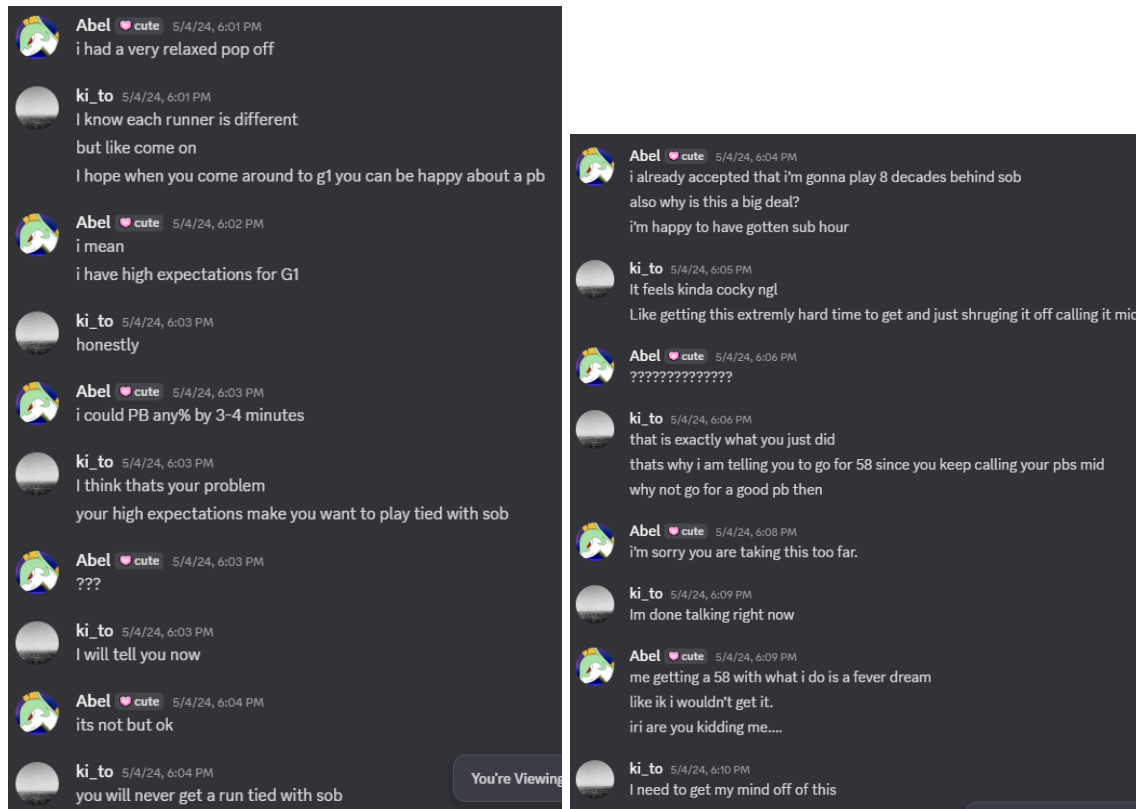 Abel cute 5/4/24, 6:01 PM
i had a very relaxed pop off
ki_to 5/4/24, 6:01 PM
I know each runner is different
but like come on
I hope when you come around to g1 you can be happy about a pb
Abel cute 5/4/24, 6:02 PM
i mean
i have high expectations for G1
ki_to 5/4/24, 6:03 PM
honestly
Abel cute 5/4/24, 6:03 PM
i could PB any% by 3-4 minutes
ki_to 5/4/24, 6:03 PM
I think thats your problem
your high expectations make you want to play tied with sob
Abel cute 5/4/24, 6:03 PM
???
ki_to 5/4/24, 6:03 PM
I will tell you now
Abel cute 5/4/24, 6:04 PM
its not but ok
ki_to 5/4/24, 6:04 PM
you will never get a run tied with sob
You're Viewing
Abel cute 5/4/24, 6:04 PM
i already accepted that i'm gonna play 8 decades behind sob
also why is this a big deal?
i'm happy to have gotten sub hour
ki_to 5/4/24, 6:05 PM
It feels kinda cocky ngl
Like getting this extremly hard time to get and just shruging it off calling it mid
Abel cute 5/4/24, 6:06 PM
??????????????
ki_to 5/4/24, 6:06 PM
that is exactly what you just did
thats why i am telling you to go for 58 since you keep calling your pbs mid
why not go for a good pb then
Abel cute 5/4/24, 6:08 PM
i'm sorry you are taking this too far.
ki_to 5/4/24, 6:09 PM
Im done talking right now
Abel cute 5/4/24, 6:09 PM
me getting a 58 with what i do is a fever dream
like ik i wouldn't get it.
iri are you kidding me....
ki_to 5/4/24, 6:10 PM
I need to get my mind off of this